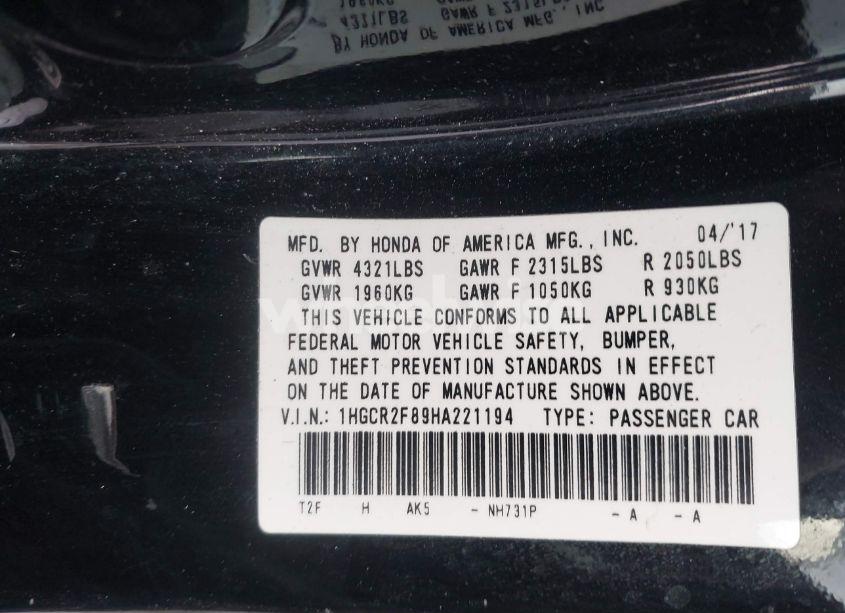 MFD. BY HONDA OF AMERICA MFG., INC. 04/'17
GVWR 4321LBS GAWR F 2315LBS R 2050LBS
GVWR 1960KG GAWR F 1050KG R 930KG
THIS VEHICLE CONFORMS TO ALL APPLICABLE
FEDERAL MOTOR VEHICLE SAFETY, BUMPER,
AND THEFT PREVENTION STANDARDS IN EFFECT
ON THE DATE OF MANUFACTURE SHOWN ABOVE.
V.I.N.: 1HGCR2F89HA221194 TYPE: PASSENGER CAR
T2F H AK5 - NH731P - A - A